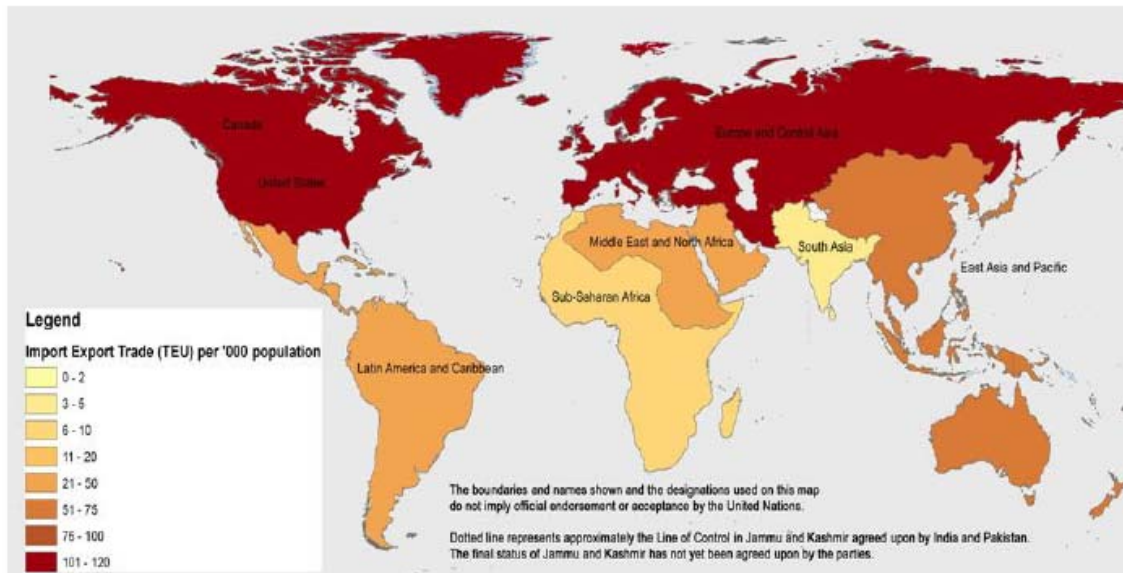 Canada
Europe and Central Asia
United States
Middle East and North Africa
South Asia
East Asia and Pacific
Sub-Saharan Africa
Latin America and Caribbean
Legend
Import Export Trade (TEU) per '000 population
0 - 2
3 - 5
6 - 10
11 - 20
21 - 50
51 - 75
75 - 100
101 - 120
The boundaries and names shown and the designations used on this map
do not imply official endorsement or acceptance by the United Nations.
Dotted line represents approximately the Line of Control in Jammu and Kashmir agreed upon by India and Pakistan.
The final status of Jammu and Kashmir has not yet been agreed upon by the parties.